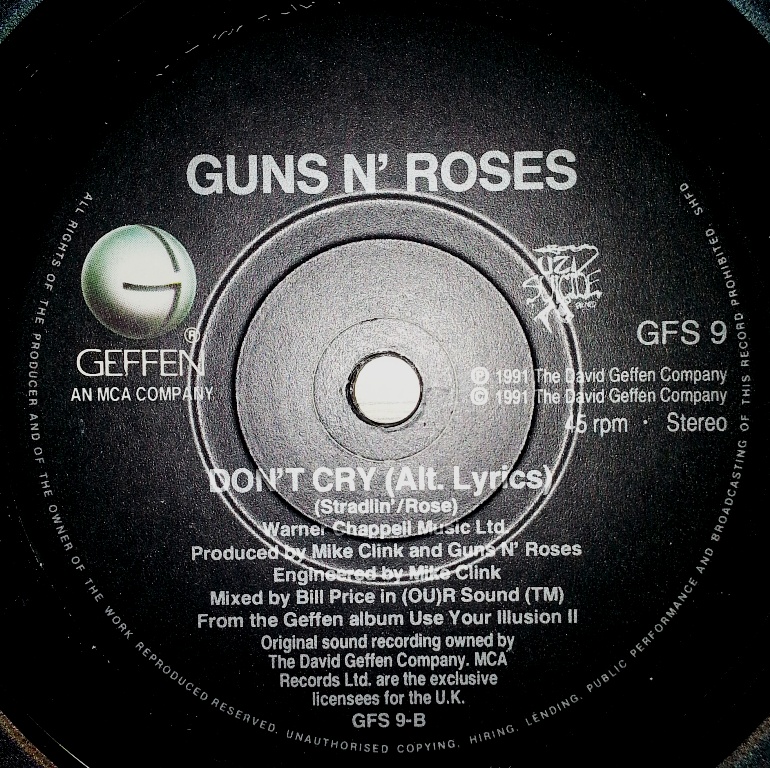 GUNS N' ROSES
GEFFEN®
AN MCA COMPANY
UZI
SUICIDE
GFS 9
℗ 1991 The David Geffen Company
© 1991 The David Geffen Company
45 rpm · Stereo
DON'T CRY (Alt. Lyrics)
(Stradlin'/Rose)
Warner Chappell Music Ltd.
Produced by Mike Clink and Guns N' Roses
Engineered by Mike Clink
Mixed by Bill Price in (OU)R Sound (TM)
From the Geffen album Use Your Illusion II
Original sound recording owned by
The David Geffen Company. MCA
Records Ltd. are the exclusive
licensees for the U.K.
GFS 9-B
ALL RIGHTS OF THE PRODUCER AND OF THE OWNER OF THE WORK REPRODUCED RESERVED. UNAUTHORISED COPYING, HIRING, LENDING, PUBLIC PERFORMANCE AND BROADCASTING OF THIS RECORD PROHIBITED SHFD